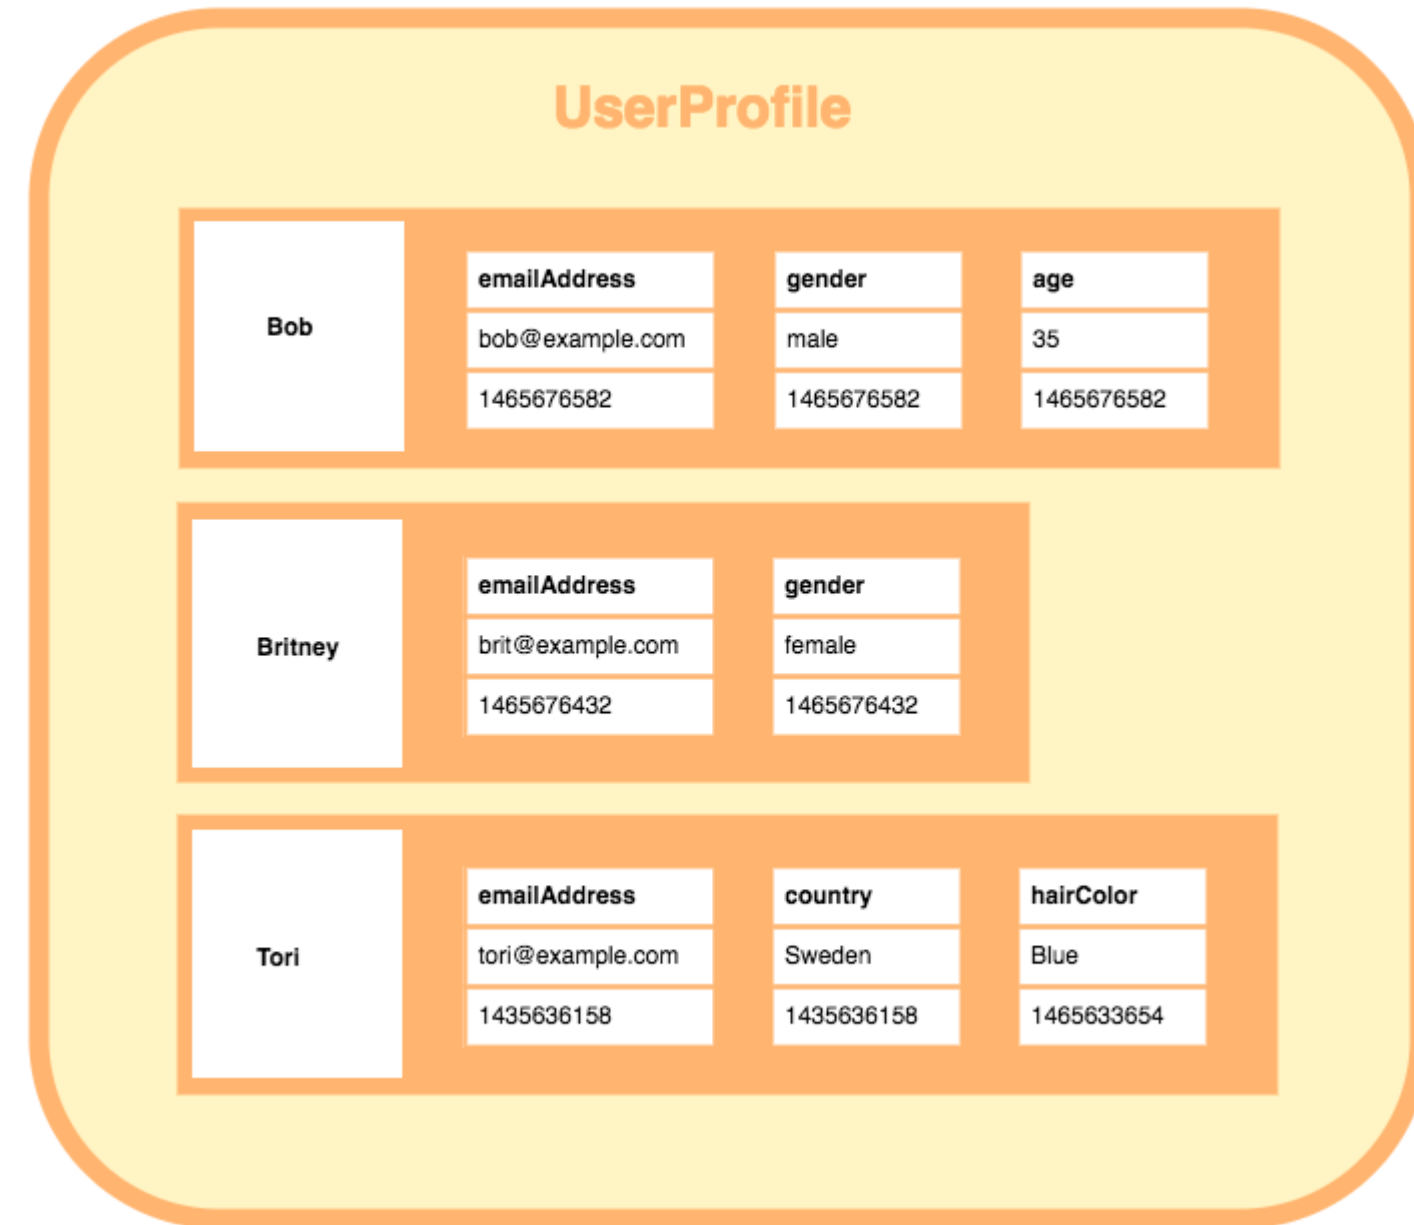 UserProfile
Bob
emailAddress gender age
bob@example.com male 35
1465676582 1465676582 1465676582
Britney
emailAddress gender
brit@example.com female
1465676432 1465676432
Tori
emailAddress country hairColor
tori@example.com Sweden Blue
1435636158 1435636158 1465633654